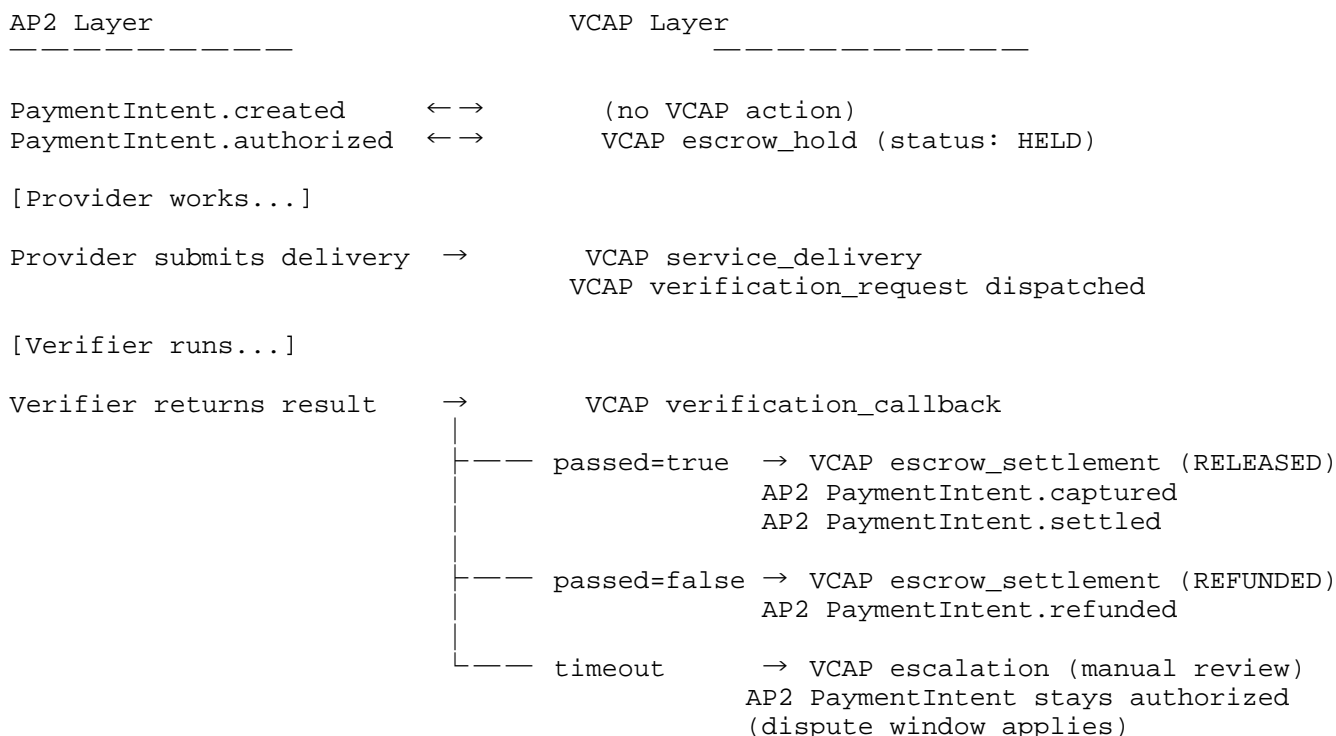 AP2 Layer VCAP Layer
————————— ——————————
PaymentIntent.created ←→ (no VCAP action)
PaymentIntent.authorized ←→ VCAP escrow_hold (status: HELD)
[Provider works...]
Provider submits delivery → VCAP service_delivery
VCAP verification_request dispatched
[Verifier runs...]
Verifier returns result → VCAP verification_callback
├—— passed=true → VCAP escrow_settlement (RELEASED)
AP2 PaymentIntent.captured
AP2 PaymentIntent.settled
├—— passed=false → VCAP escrow_settlement (REFUNDED)
AP2 PaymentIntent.refunded
└—— timeout → VCAP escalation (manual review)
AP2 PaymentIntent stays authorized
(dispute window applies)